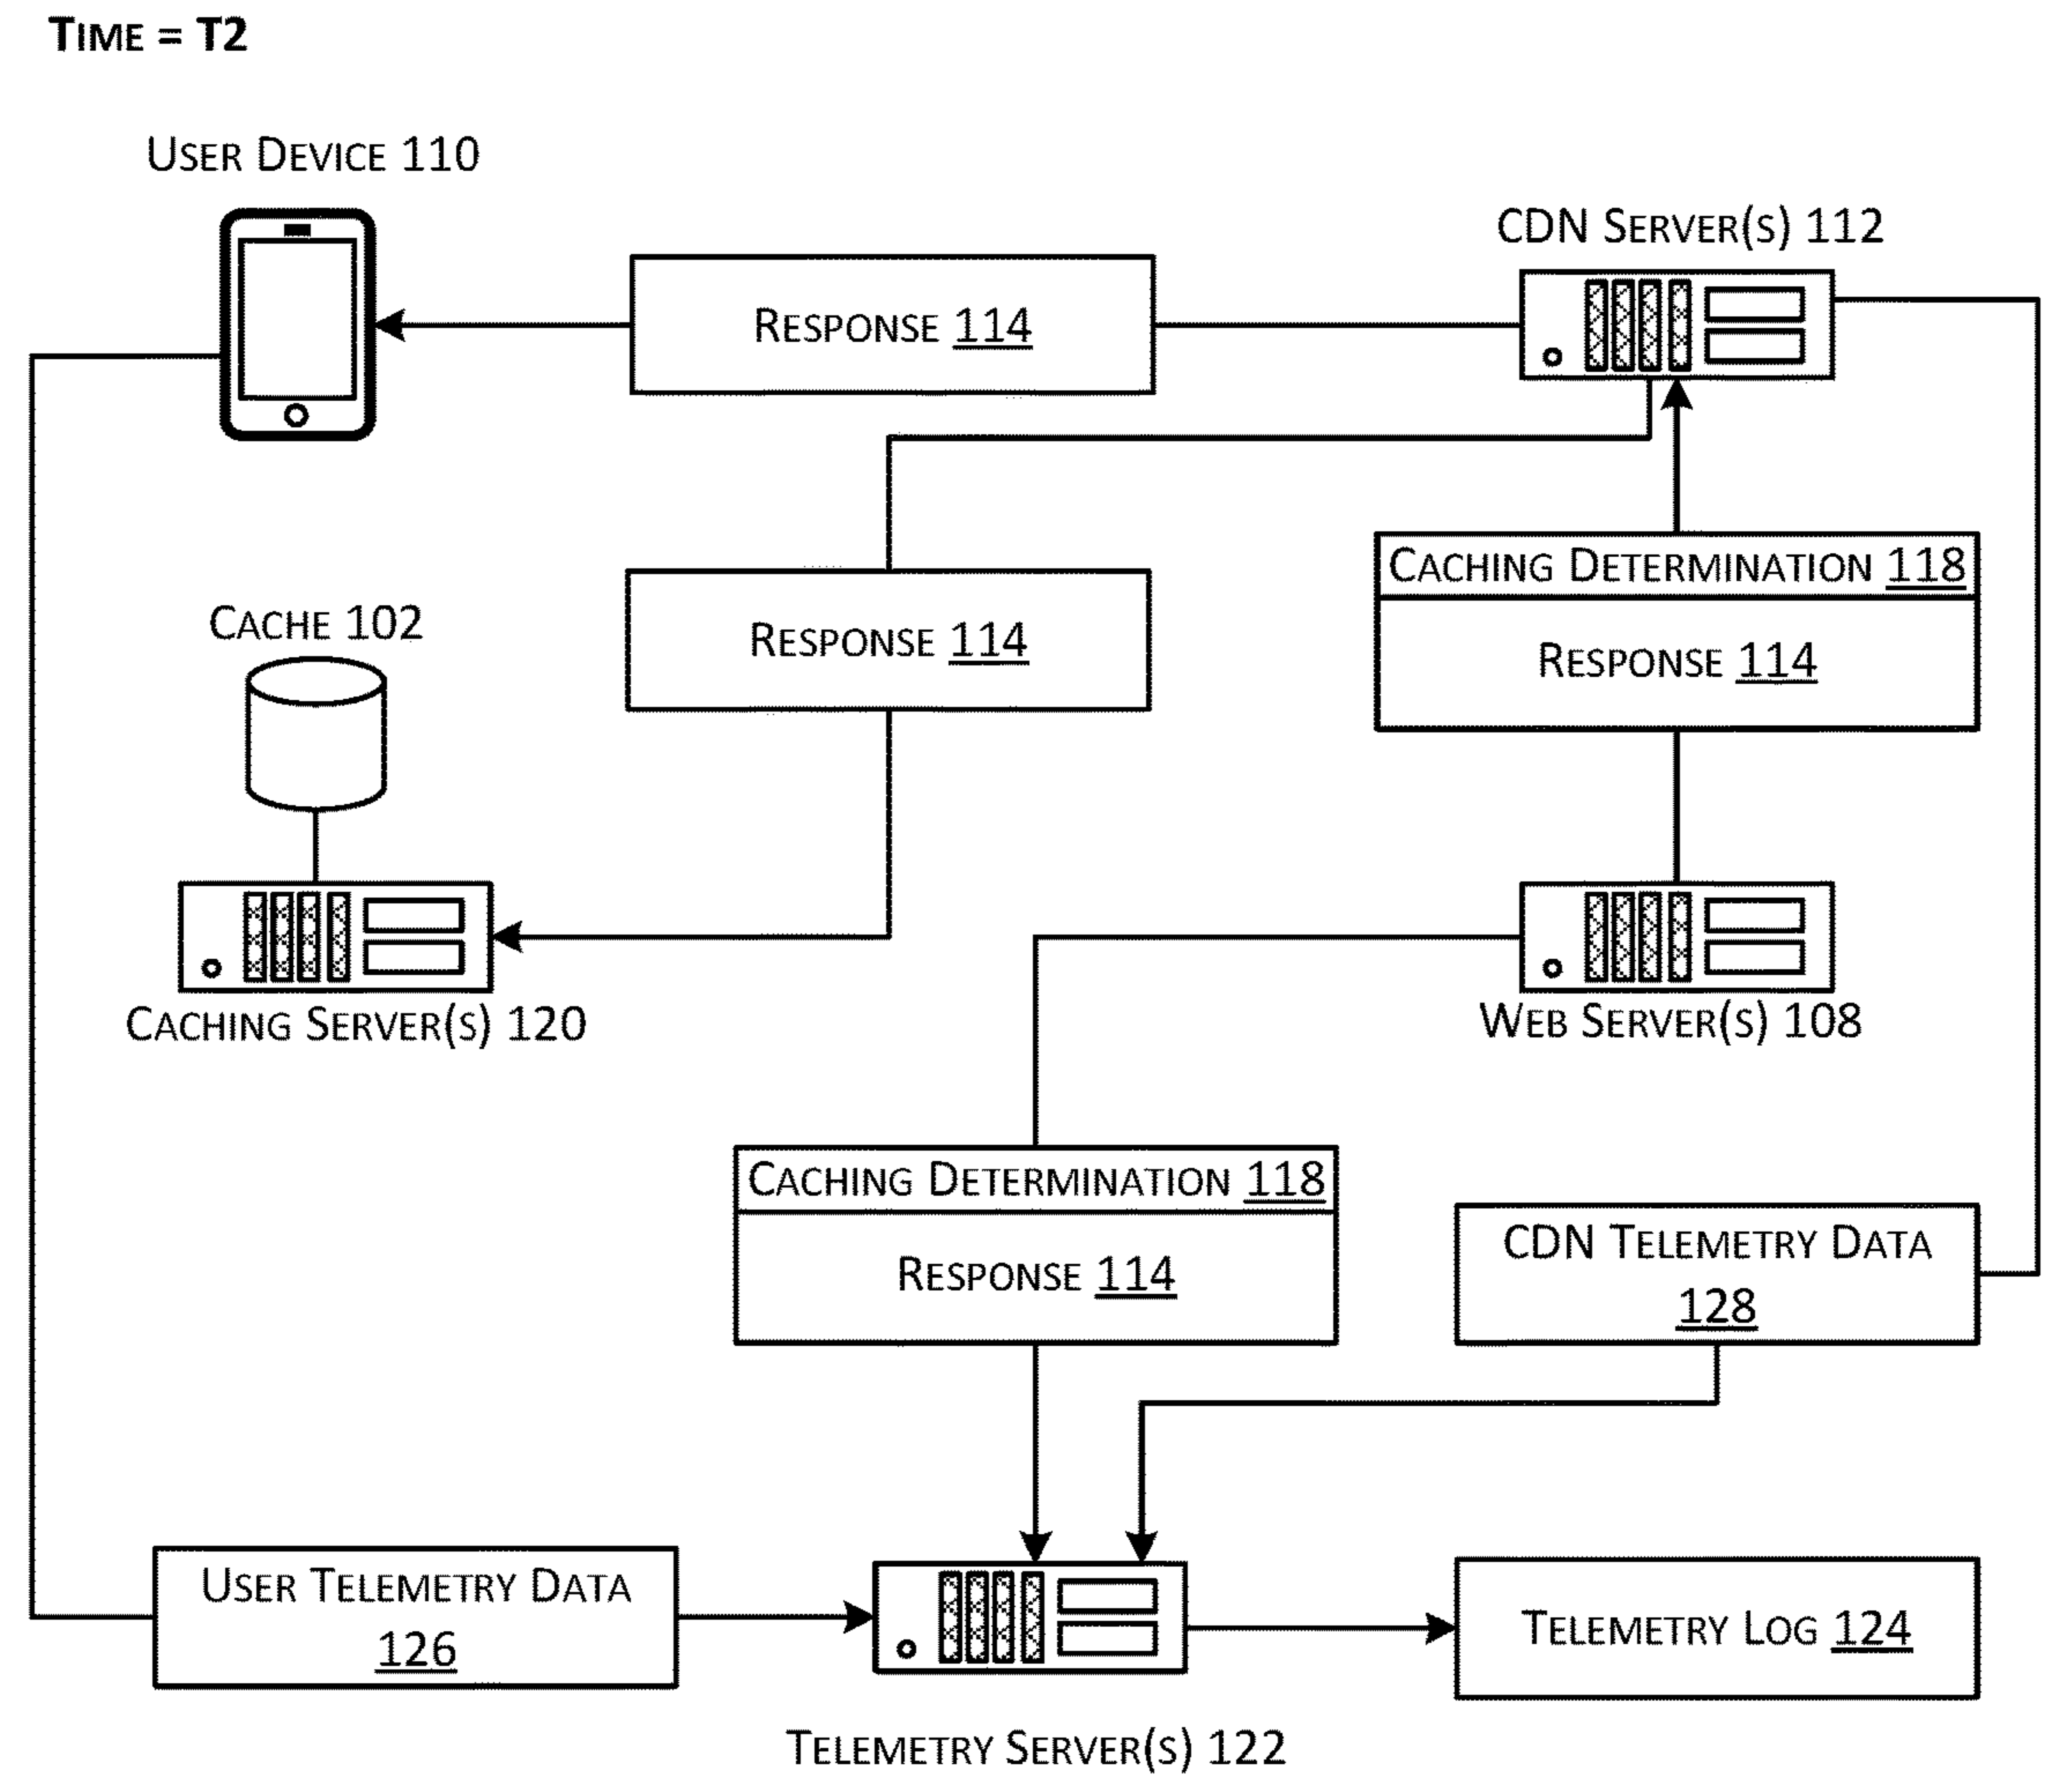 TIME = T2
USER DEVICE 110
CDN SERVER(S) 112
RESPONSE 114
CACHING DETERMINATION 118
RESPONSE 114
CACHE 102
RESPONSE 114
CACHING SERVER(S) 120
WEB SERVER(S) 108
CACHING DETERMINATION 118
RESPONSE 114
CDN TELEMETRY DATA
128
USER TELEMETRY DATA
126
TELEMETRY LOG 124
TELEMETRY SERVER(S) 122